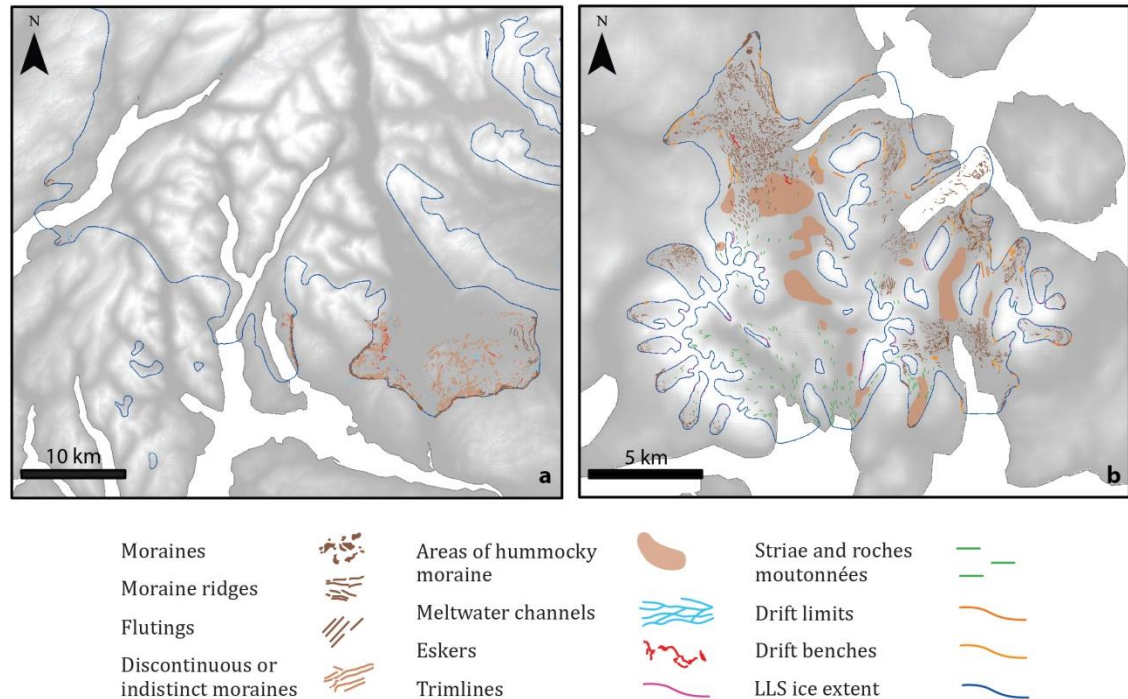 N
10 km
a
N
5 km
b
Moraines
Moraine ridges
Flutings
Discontinuous or
indistinct moraines
Areas of hummocky
moraine
Meltwater channels
Eskers
Trimlines
Striae and roches
moutonnées
Drift limits
Drift benches
LLS ice extent